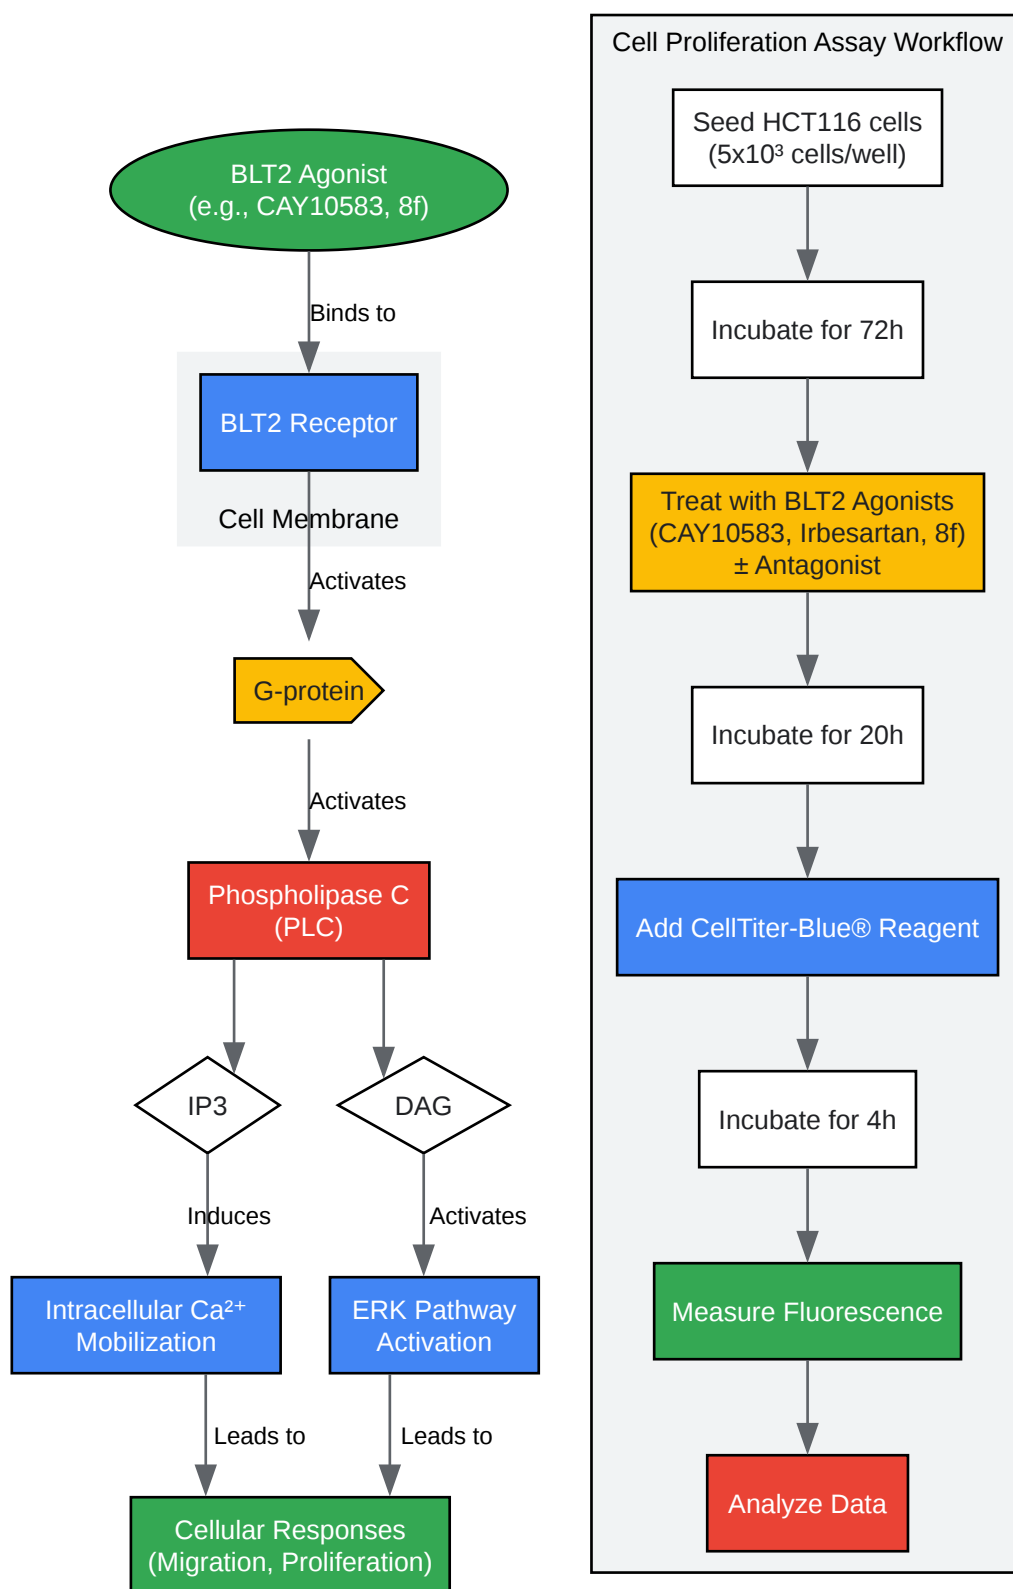 BLT2 Agonist
(e.g., CAY10583, 8f)
Binds to
BLT2 Receptor
Cell Membrane
Activates
G-protein
Activates
Phospholipase C
(PLC)
IP3
DAG
Induces
Activates
Intracellular Ca²⁺
Mobilization
ERK Pathway
Activation
Leads to
Leads to
Cellular Responses
(Migration, Proliferation)
Cell Proliferation Assay Workflow
Seed HCT116 cells
(5x10³ cells/well)
Incubate for 72h
Treat with BLT2 Agonists
(CAY10583, Irbesartan, 8f)
± Antagonist
Incubate for 20h
Add CellTiter-Blue® Reagent
Incubate for 4h
Measure Fluorescence
Analyze Data